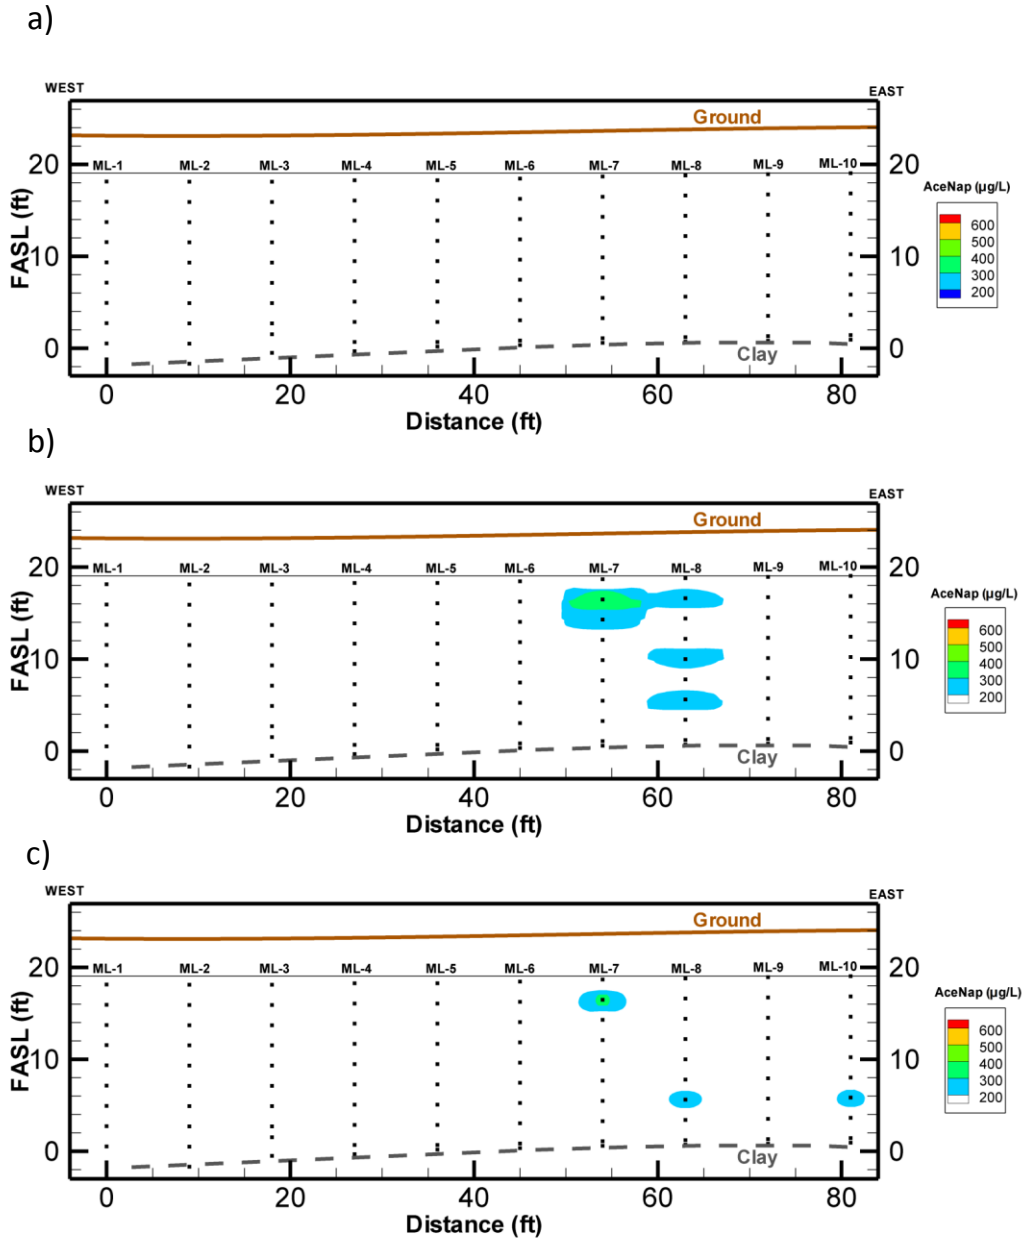 a)
WEST
EAST
Ground
ML-1 ML-2 ML-3 ML-4 ML-5 ML-6 ML-7 ML-8 ML-9 ML-10
20 20
10 10
0 0
FASL (ft)
Clay
0 20 40 60 80
Distance (ft)
AceNap (µg/L)
600
500
400
300
200
b)
WEST
EAST
Ground
ML-1 ML-2 ML-3 ML-4 ML-5 ML-6 ML-7 ML-8 ML-9 ML-10
20 20
10 10
0 0
FASL (ft)
Clay
0 20 40 60 80
Distance (ft)
AceNap (µg/L)
600
500
400
300
200
c)
WEST
EAST
Ground
ML-1 ML-2 ML-3 ML-4 ML-5 ML-6 ML-7 ML-8 ML-9 ML-10
20 20
10 10
0 0
FASL (ft)
Clay
0 20 40 60 80
Distance (ft)
AceNap (µg/L)
600
500
400
300
200